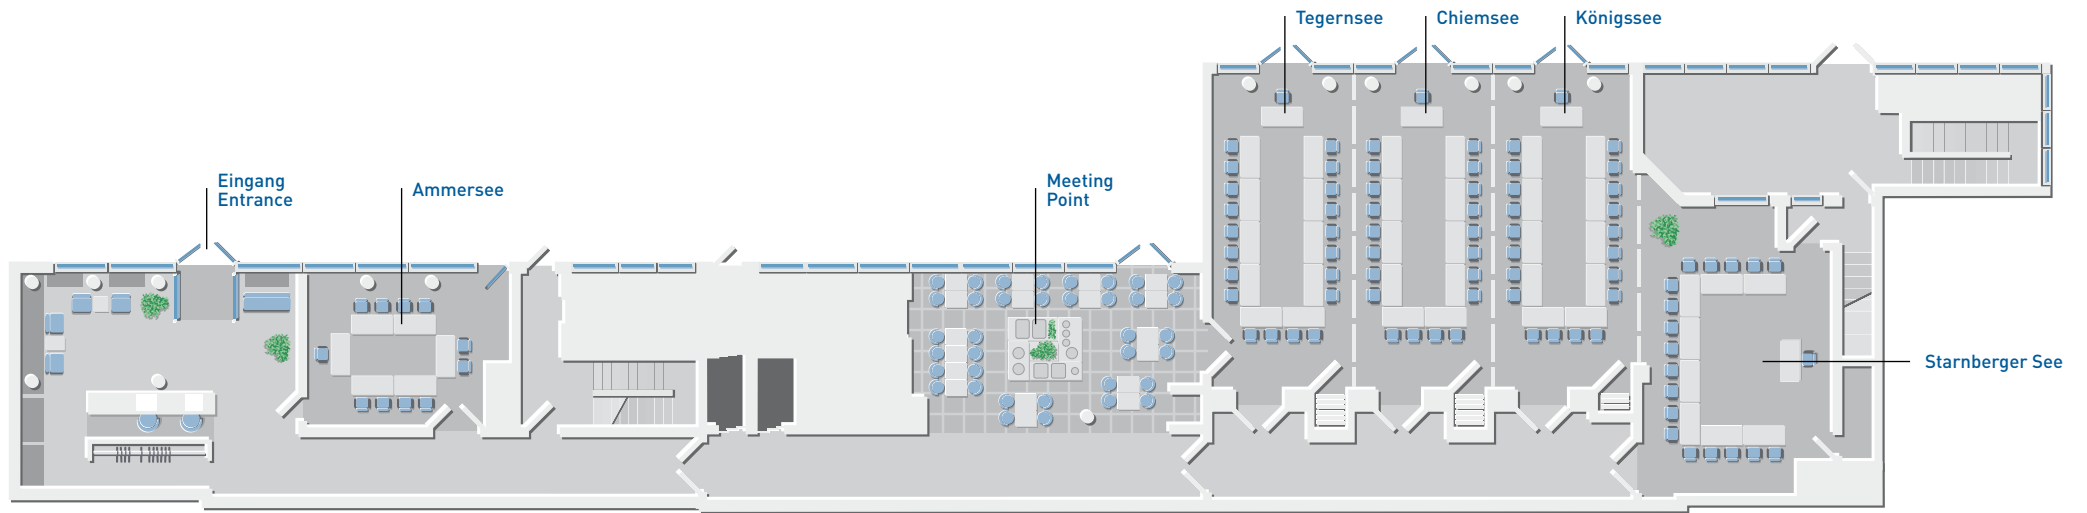 Tegernsee
Chiemsee
Königssee
Eingang
Entrance
Ammersee
Meeting
Point
Starnberger See